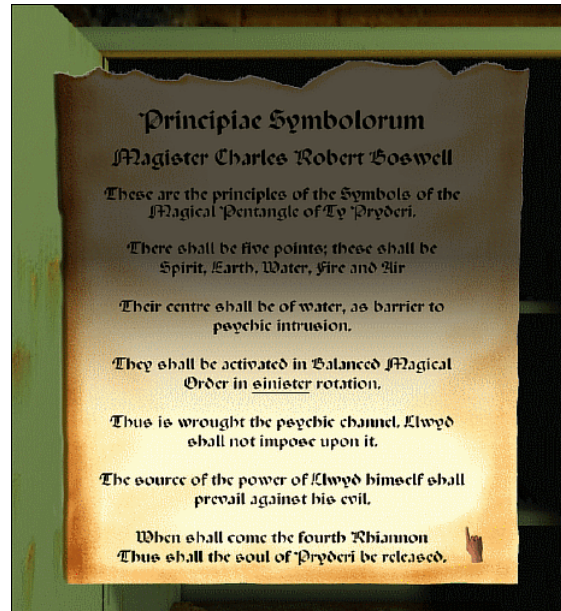 Principiae Symbolorum
Magister Charles Robert Boswell
These are the principles of the Symbols of the
Magical Pentangle of Ty Pryderi.
There shall be five points; these shall be
Spirit, Earth, Water, Fire and Air
Their centre shall be of water, as barrier to
psychic intrusion.
They shall be activated in Balanced Magical
Order in sinister rotation.
Thus is wrought the psychic channel. Llwyd
shall not impose upon it.
The source of the power of Llwyd himself shall
prevail against his evil.
When shall come the fourth Rhiannon
Thus shall the soul of Pryderi be released.